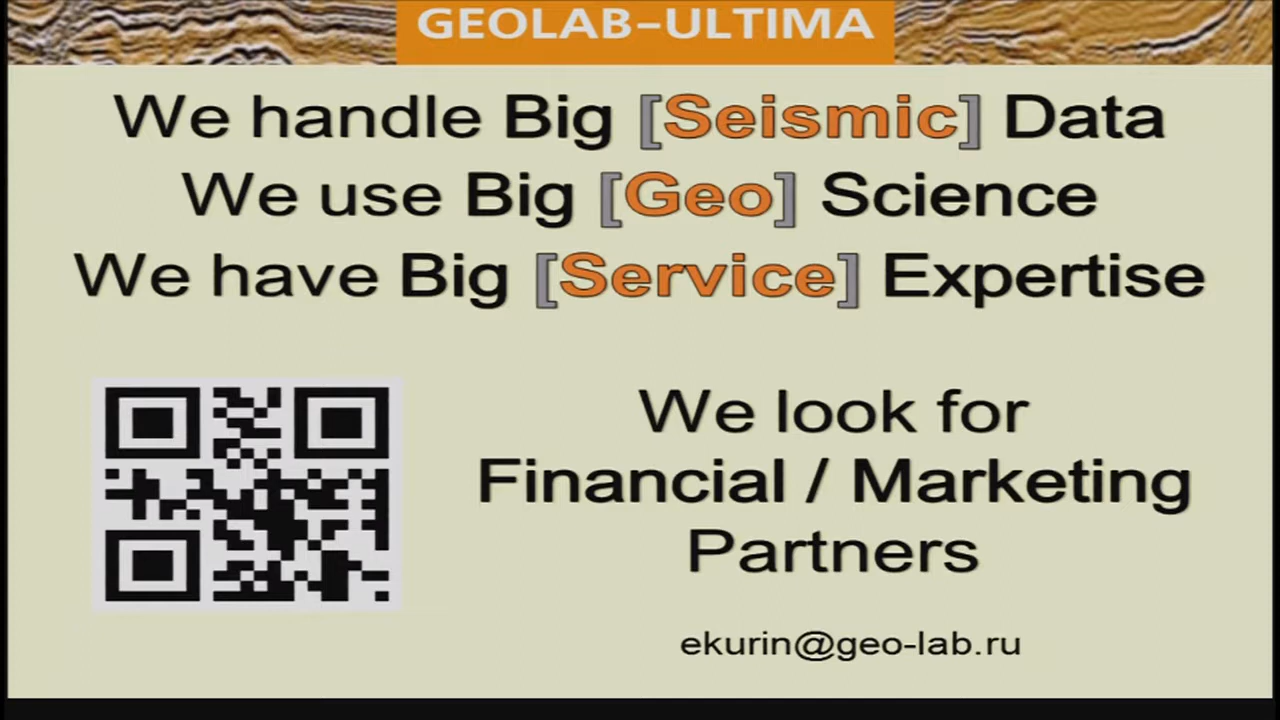 GEOLAB–ULTIMA
We handle Big [Seismic] Data
We use Big [Geo] Science
We have Big [Service] Expertise
We look for
Financial / Marketing
Partners
ekurin@geo-lab.ru